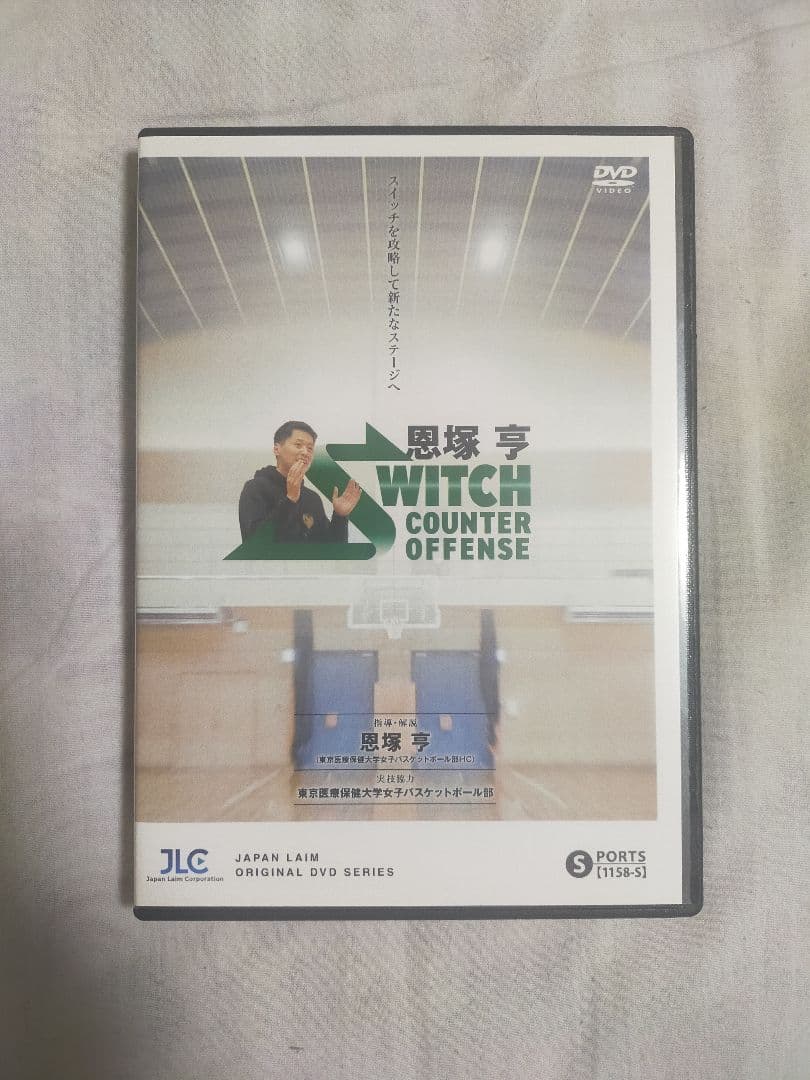 DVD
VIDEO
スイッチを攻略して新たなステージへ
恩塚 亨
SWITCH
COUNTER
OFFENSE
指導・解説
恩塚 亨
(東京医療保健大学女子バスケットボール部HC)
実技協力
東京医療保健大学女子バスケットボール部
JLC
Japan Laim Corporation
JAPAN LAIM
ORIGINAL DVD SERIES
SPORTS
【1158-S】